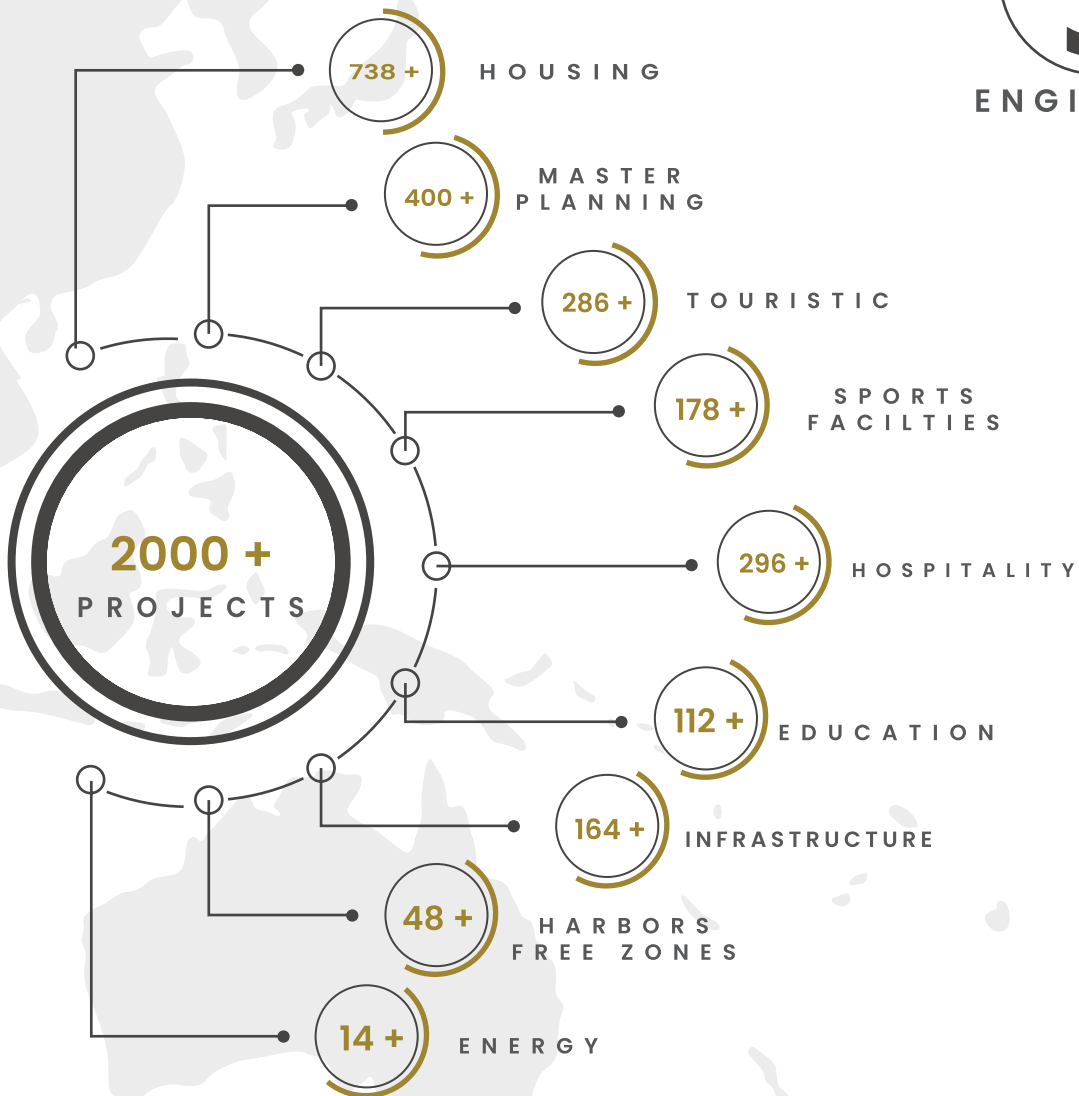 738 +
HOUSING
400 +
MASTER
PLANNING
286 +
TOURISTIC
178 +
SPORTS
FACILTIES
2000 +
PROJECTS
296 +
HOSPITALITY
112 +
EDUCATION
164 +
INFRASTRUCTURE
48 +
HARBORS
FREE ZONES
14 +
ENERGY